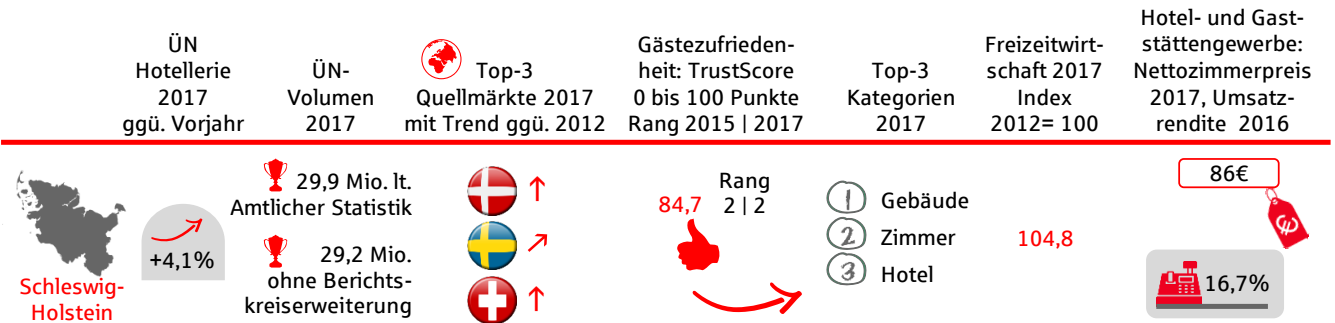 ÜN
Hotellerie
2017
ggü. Vorjahr
ÜN-
Volumen
2017
Top-3
Quellmärkte 2017
mit Trend ggü. 2012
Gästezufrieden-
heit: TrustScore
0 bis 100 Punkte
Rang 2015 | 2017
Top-3
Kategorien
2017
Freizeitwirt-
schaft 2017
Index
2012= 100
Hotel- und Gast-
stättengewerbe:
Nettozimmerpreis
2017, Umsatz-
rendite 2016
Schleswig-
Holstein
+4,1%
29,9 Mio. lt.
Amtlicher Statistik
29,2 Mio.
ohne Berichts-
kreiserweiterung
84,7
Rang
2 | 2
1 Gebäude
2 Zimmer
3 Hotel
104,8
86€
€
16,7%